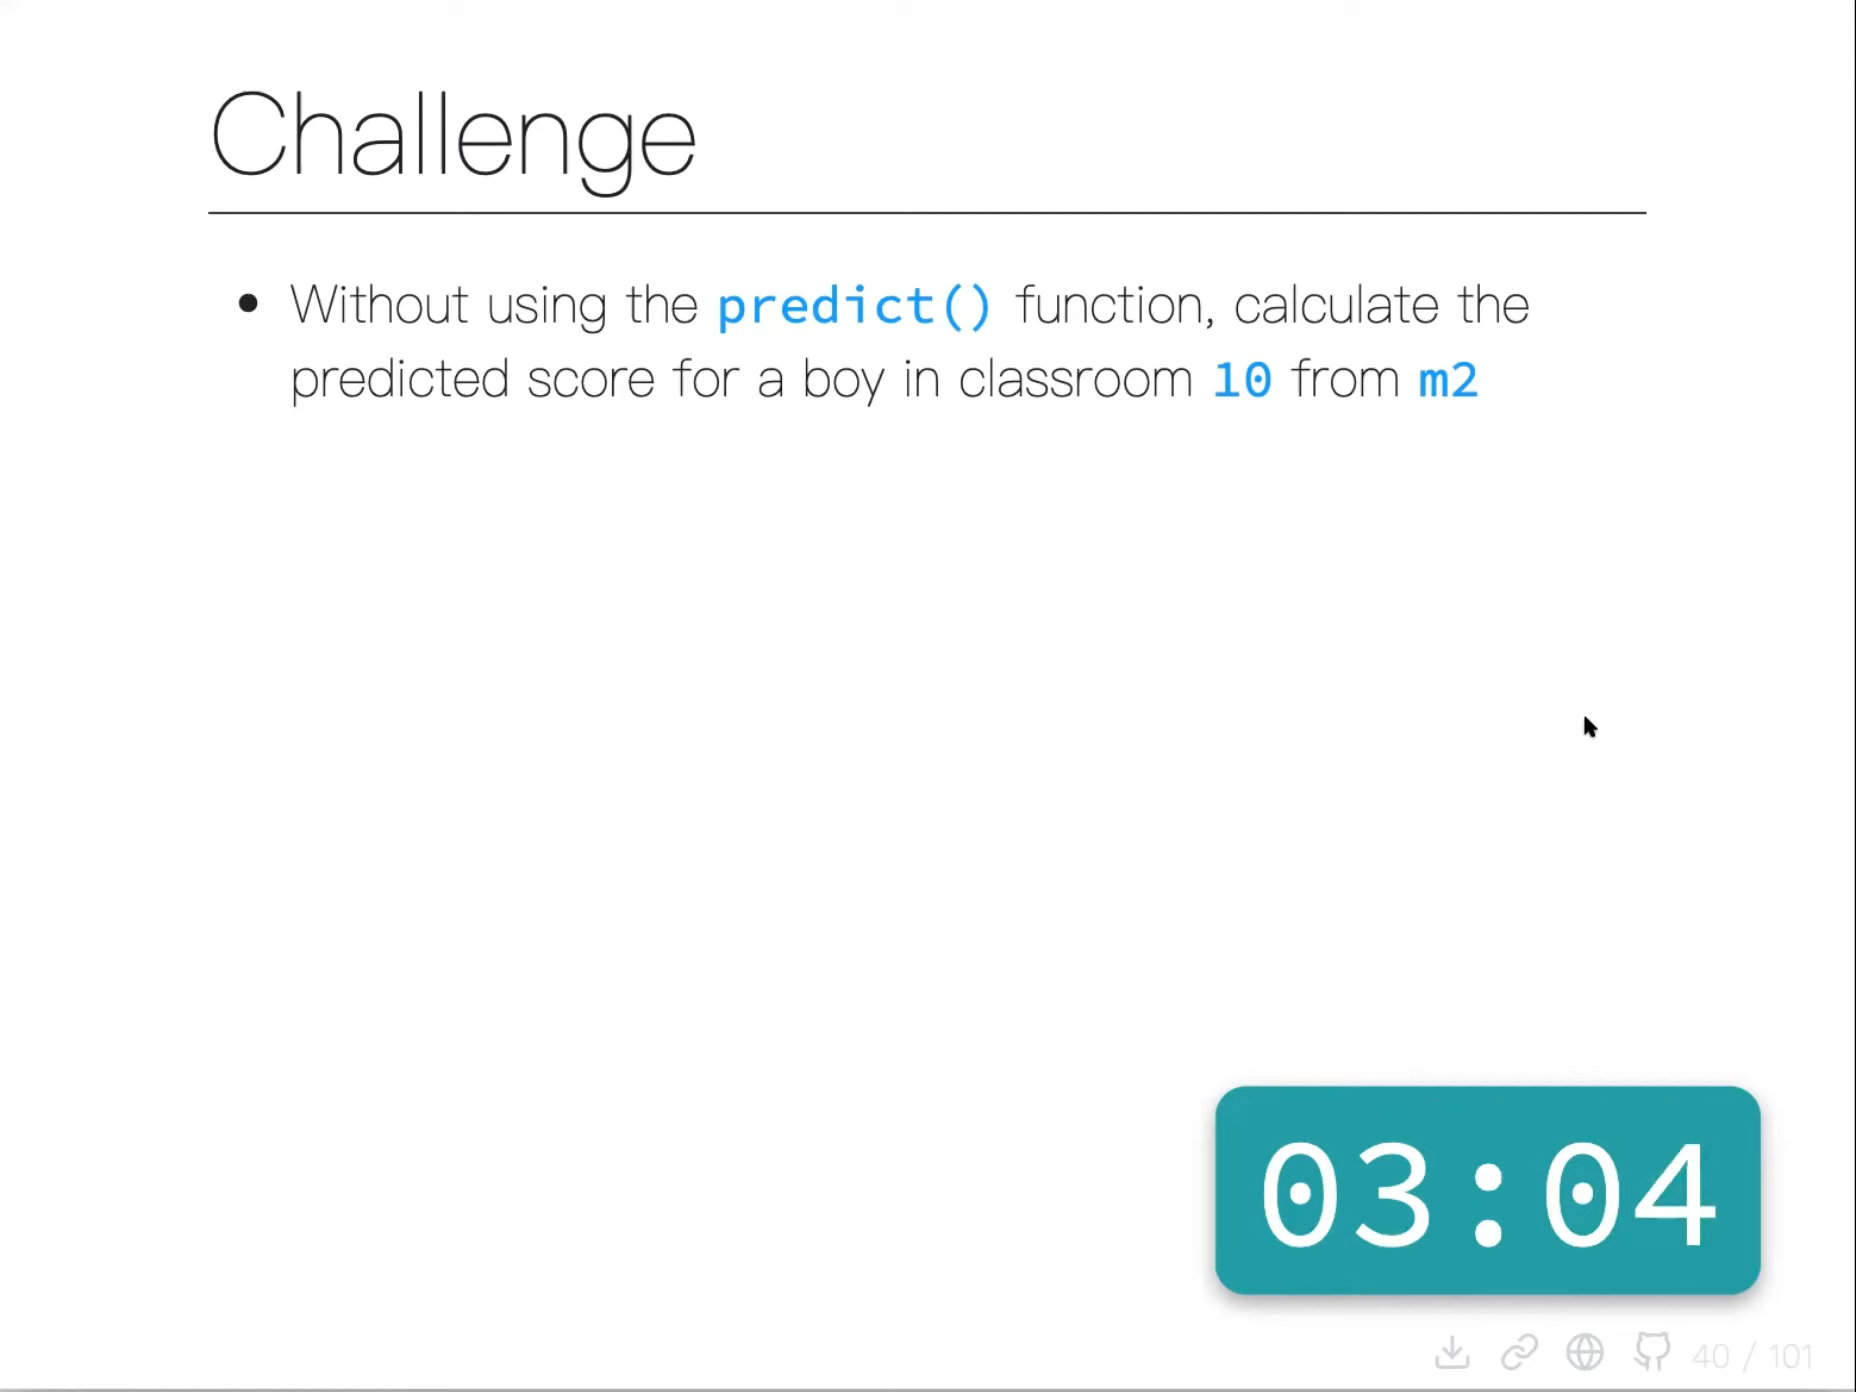 Challenge
• Without using the predict() function, calculate the
predicted score for a boy in classroom 10 from m2
03:04
40 / 101